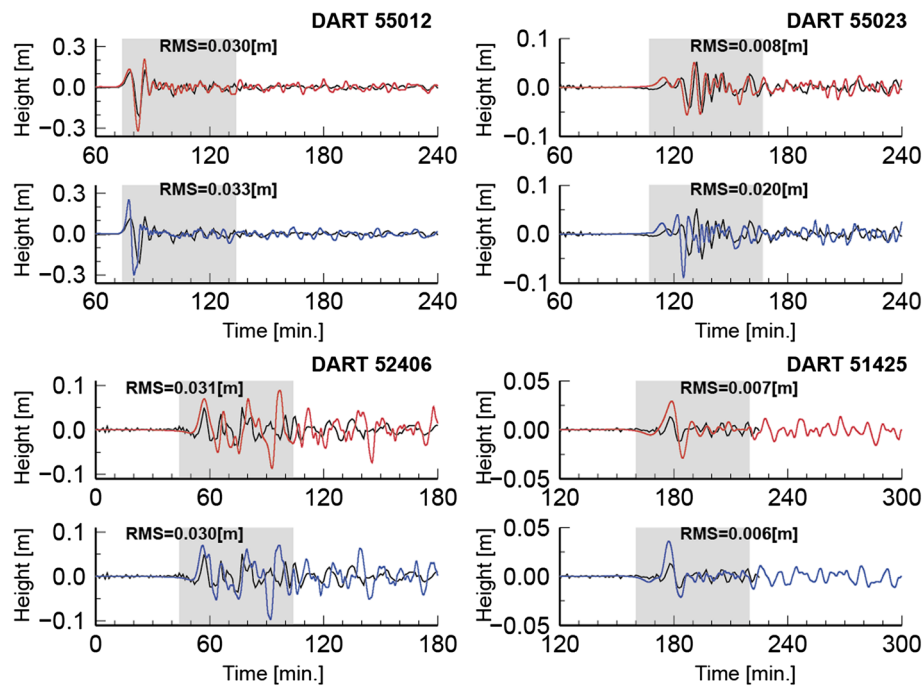 DART 55012
RMS=0.030[m]
Height [m]
0.3
0.0
−0.3
60 120 180 240
RMS=0.033[m]
Height [m]
0.3
0.0
−0.3
60 120 180 240
Time [min.]
DART 55023
RMS=0.008[m]
Height [m]
0.1
0.0
−0.1
60 120 180 240
RMS=0.020[m]
Height [m]
0.1
0.0
−0.1
60 120 180 240
Time [min.]
DART 52406
RMS=0.031[m]
Height [m]
0.1
0.0
−0.1
0 60 120 180
RMS=0.030[m]
Height [m]
0.1
0.0
−0.1
0 60 120 180
Time [min.]
DART 51425
RMS=0.007[m]
Height [m]
0.05
0.00
−0.05
120 180 240 300
RMS=0.006[m]
Height [m]
0.05
0.00
−0.05
120 180 240 300
Time [min.]